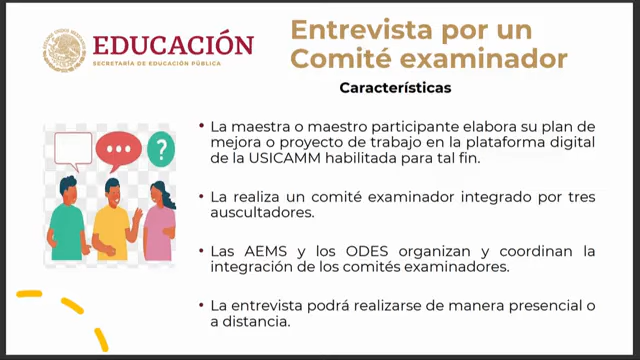 EDUCACIÓN
SECRETARÍA DE EDUCACIÓN PÚBLICA
Entrevista por un
Comité examinador
Características
• La maestra o maestro participante elabora su plan de
mejora o proyecto de trabajo en la plataforma digital
de la USICAMM habilitada para tal fin.
• La realiza un comité examinador integrado por tres
auscultadores.
• Las AEMS y los ODES organizan y coordinan la
integración de los comités examinadores.
• La entrevista podrá realizarse de manera presencial o
a distancia.
?